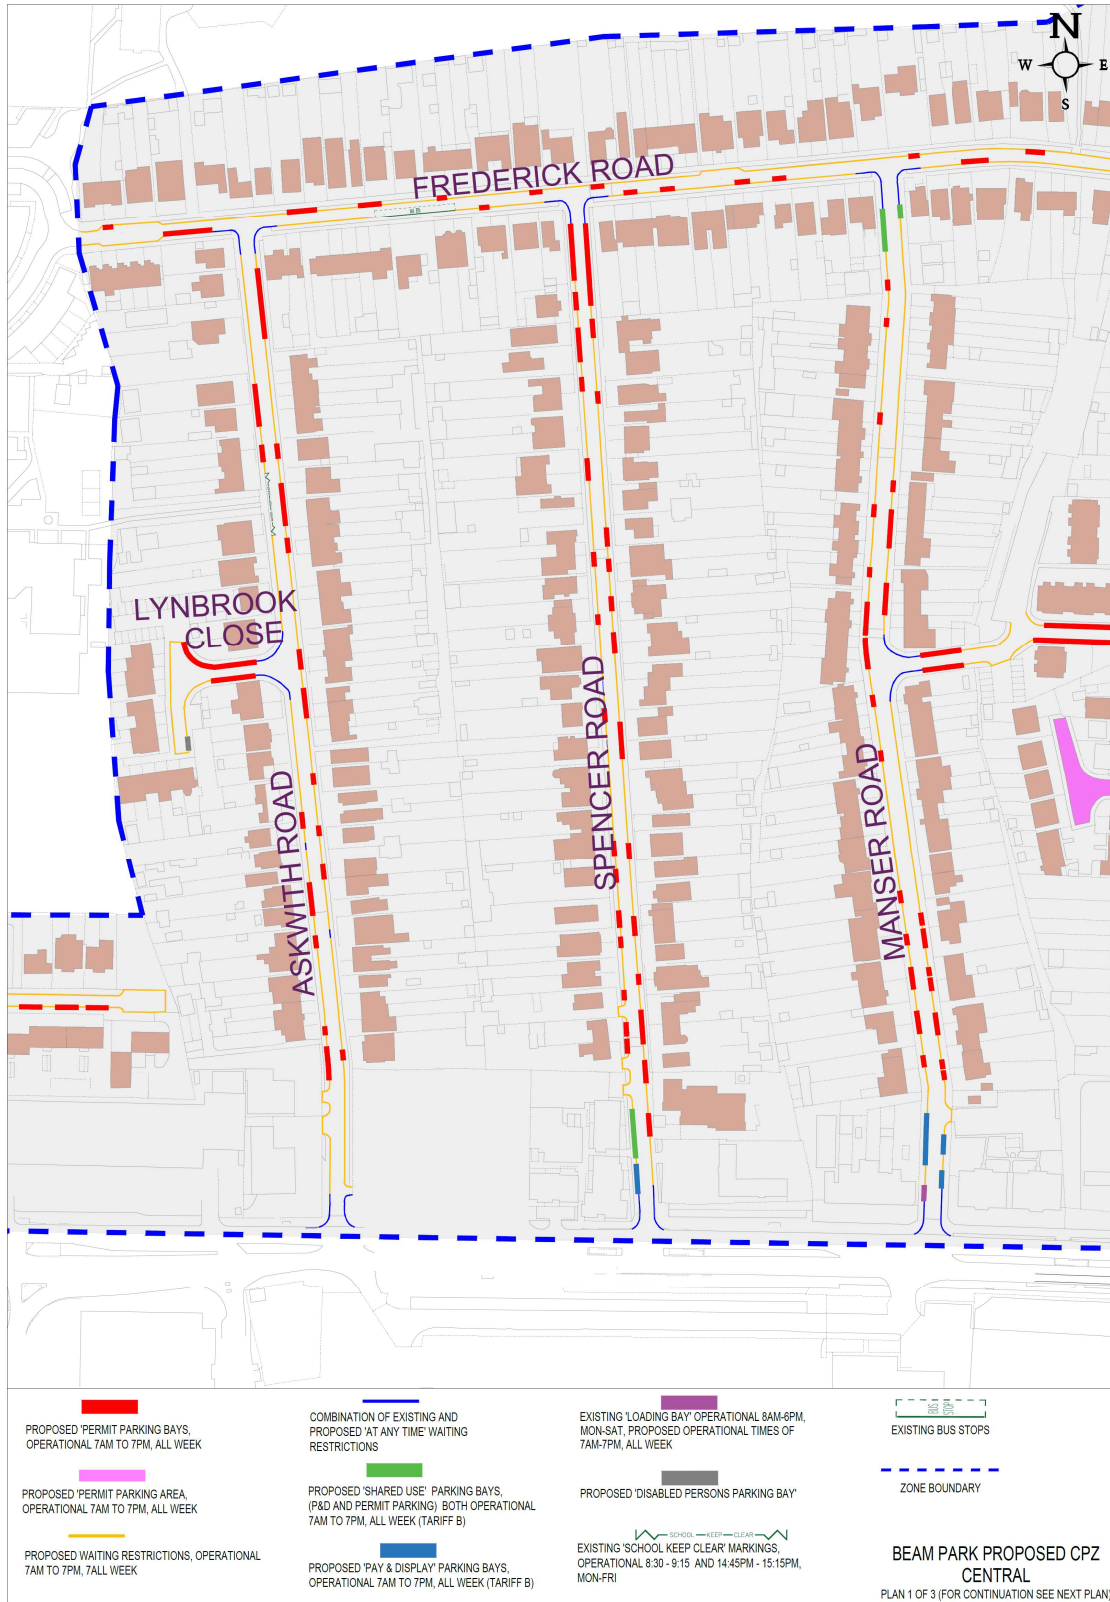 N
W E
S
FREDERICK ROAD
LYNBROOK
CLOSE
ASKWITH ROAD
SPENCER ROAD
MANSER ROAD
PROPOSED 'PERMIT PARKING BAYS,
OPERATIONAL 7AM TO 7PM, ALL WEEK
PROPOSED 'PERMIT PARKING AREA,
OPERATIONAL 7AM TO 7PM, ALL WEEK
PROPOSED WAITING RESTRICTIONS, OPERATIONAL
7AM TO 7PM, 7ALL WEEK
COMBINATION OF EXISTING AND
PROPOSED 'AT ANY TIME' WAITING
RESTRICTIONS
PROPOSED 'SHARED USE' PARKING BAYS,
(P&D AND PERMIT PARKING) BOTH OPERATIONAL
7AM TO 7PM, ALL WEEK (TARIFF B)
PROPOSED 'PAY & DISPLAY' PARKING BAYS,
OPERATIONAL 7AM TO 7PM, ALL WEEK (TARIFF B)
EXISTING 'LOADING BAY' OPERATIONAL 8AM-6PM,
MON-SAT, PROPOSED OPERATIONAL TIMES OF
7AM-7PM, ALL WEEK
PROPOSED 'DISABLED PERSONS PARKING BAY'
SCHOOL KEEP CLEAR
EXISTING 'SCHOOL KEEP CLEAR' MARKINGS,
OPERATIONAL 8:30 - 9:15 AND 14:45PM - 15:15PM,
MON-FRI
BUS
STOP
EXISTING BUS STOPS
ZONE BOUNDARY
BEAM PARK PROPOSED CPZ
CENTRAL
PLAN 1 OF 3 (FOR CONTINUATION SEE NEXT PLAN)